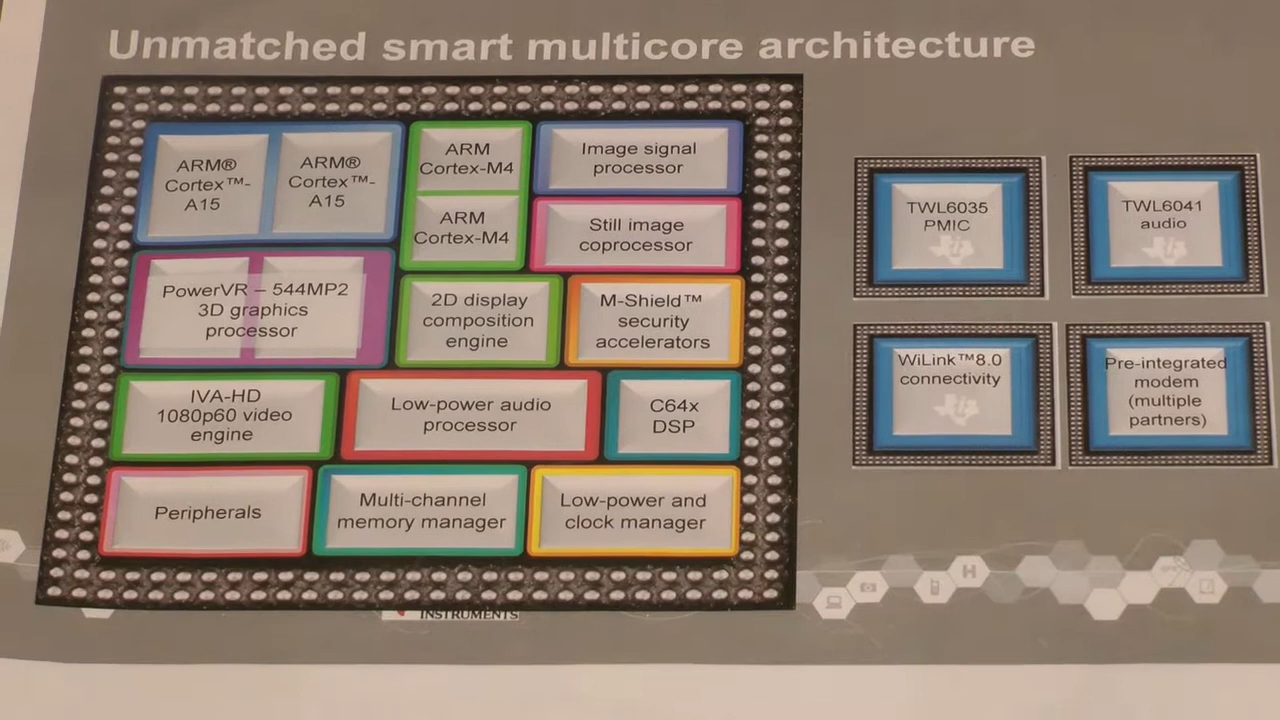 Unmatched smart multicore architecture
ARM®
Cortex™-
A15
ARM®
Cortex™-
A15
ARM
Cortex-M4
ARM
Cortex-M4
Image signal
processor
Still image
coprocessor
PowerVR – 544MP2
3D graphics
processor
2D display
composition
engine
M-Shield™
security
accelerators
IVA-HD
1080p60 video
engine
Low-power audio
processor
C64x
DSP
Peripherals
Multi-channel
memory manager
Low-power and
clock manager
TWL6035
PMIC
TWL6041
audio
WiLink™8.0
connectivity
Pre-integrated
modem
(multiple
partners)
H
INSTRUMENTS